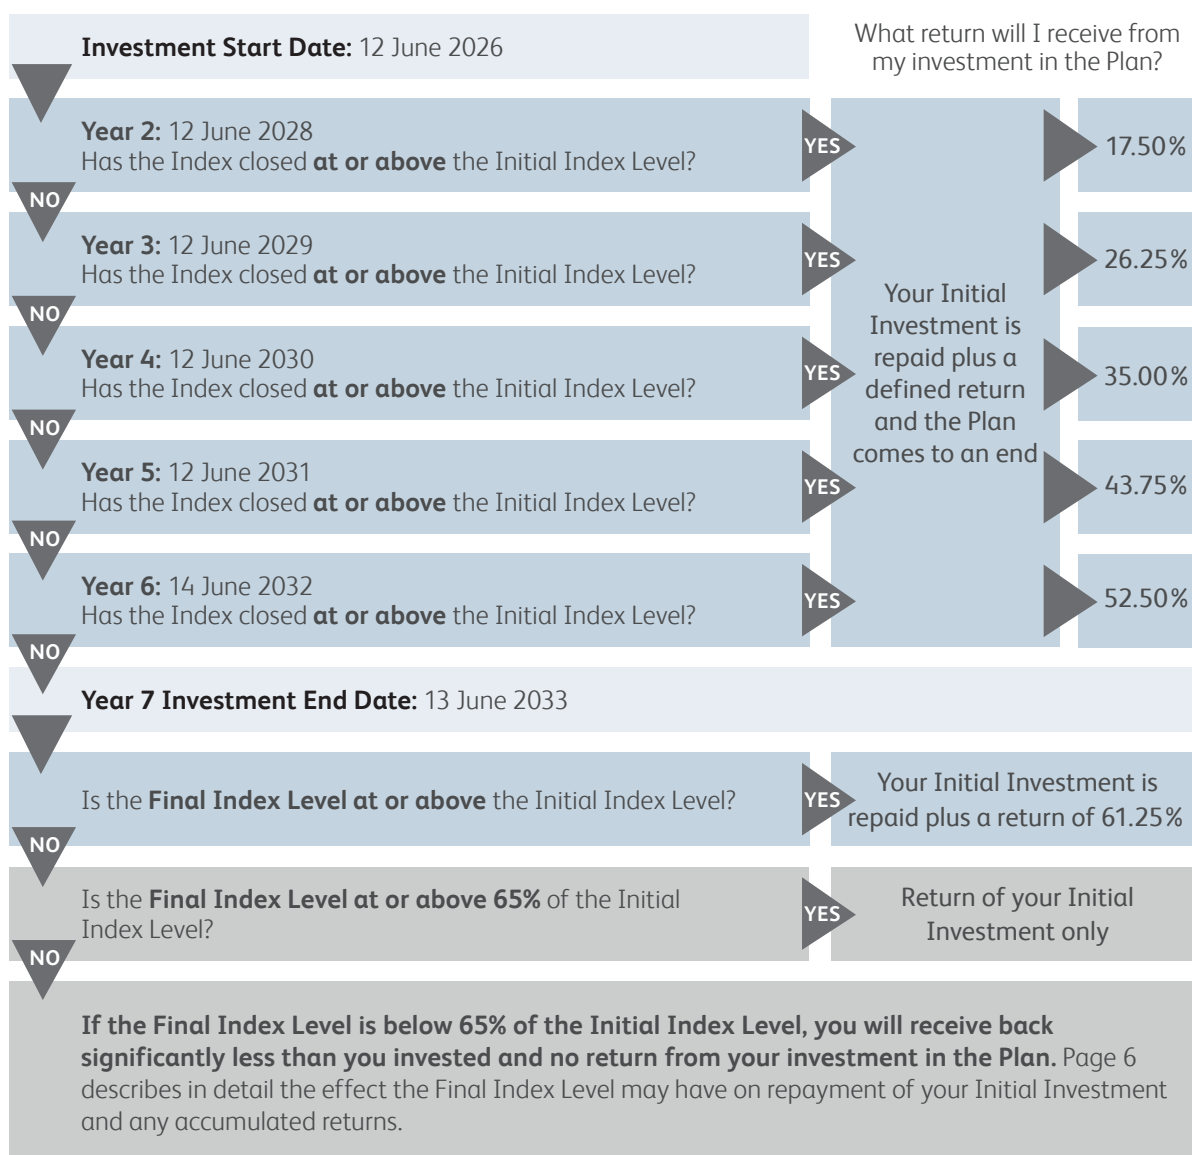 Investment Start Date: 12 June 2026
What return will I receive from
my investment in the Plan?
Year 2: 12 June 2028
Has the Index closed at or above the Initial Index Level?
YES
17.50%
NO
Year 3: 12 June 2029
Has the Index closed at or above the Initial Index Level?
YES
26.25%
NO
Year 4: 12 June 2030
Has the Index closed at or above the Initial Index Level?
YES
35.00%
NO
Year 5: 12 June 2031
Has the Index closed at or above the Initial Index Level?
YES
43.75%
NO
Year 6: 14 June 2032
Has the Index closed at or above the Initial Index Level?
YES
52.50%
Your Initial
Investment is
repaid plus a
defined return
and the Plan
comes to an end
NO
Year 7 Investment End Date: 13 June 2033
Is the Final Index Level at or above the Initial Index Level?
YES
Your Initial Investment is
repaid plus a return of 61.25%
NO
Is the Final Index Level at or above 65% of the Initial
Index Level?
YES
Return of your Initial
Investment only
NO
If the Final Index Level is below 65% of the Initial Index Level, you will receive back
significantly less than you invested and no return from your investment in the Plan. Page 6
describes in detail the effect the Final Index Level may have on repayment of your Initial Investment
and any accumulated returns.